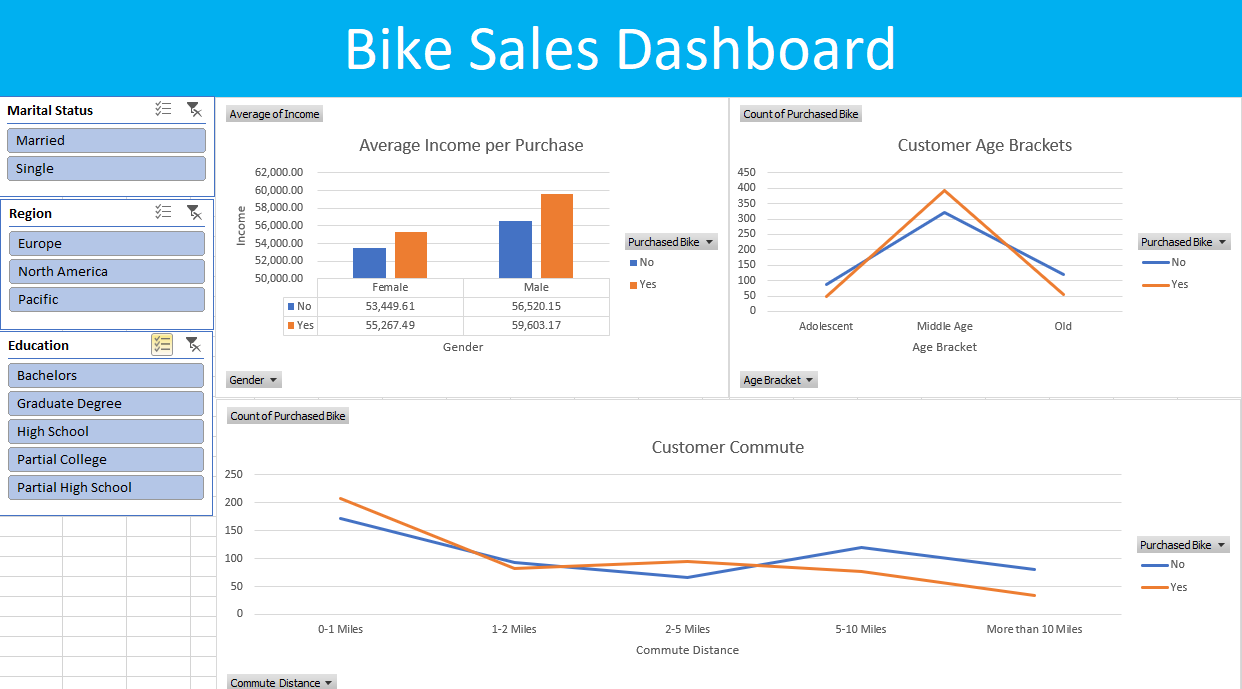 Bike Sales Dashboard
Marital Status
Married
Single
Region
Europe
North America
Pacific
Education
Bachelors
Graduate Degree
High School
Partial College
Partial High School
Average of Income
Average Income per Purchase
62,000.00
60,000.00
58,000.00
56,000.00
54,000.00
52,000.00
50,000.00
Income
Female Male
No 53,449.61 56,520.15
Yes 55,267.49 59,603.17
Gender
Purchased Bike
No
Yes
Gender
Count of Purchased Bike
Customer Age Brackets
450
400
350
300
250
200
150
100
50
0
Adolescent Middle Age Old
Age Bracket
Purchased Bike
No
Yes
Age Bracket
Count of Purchased Bike
Customer Commute
250
200
150
100
50
0
0-1 Miles 1-2 Miles 2-5 Miles 5-10 Miles More than 10 Miles
Commute Distance
Purchased Bike
No
Yes
Commute Distance